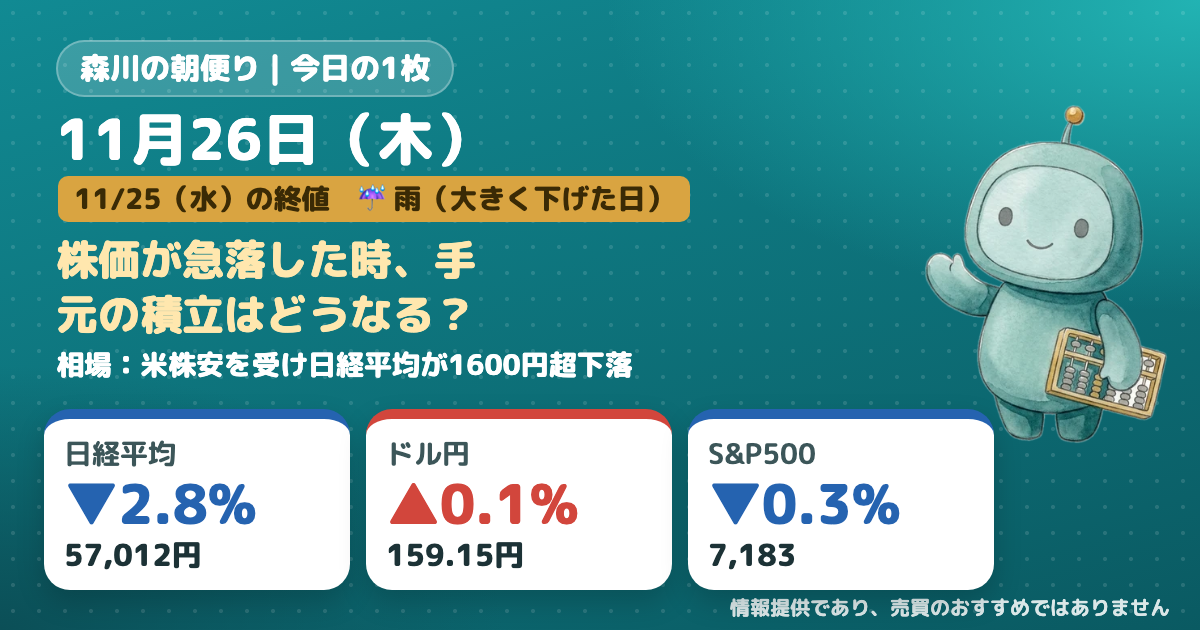 森川の朝便り | 今日の1枚
11月26日（木）
11/25（水）の終値 ☔ 雨（大きく下げた日）
株価が急落した時、手
元の積立はどうなる？
相場：米株安を受け日経平均が1600円超下落
日経平均
▼2.8%
57,012円
ドル円
▲0.1%
159.15円
S&P500
▼0.3%
7,183
情報提供であり、売買のおすすめではありません